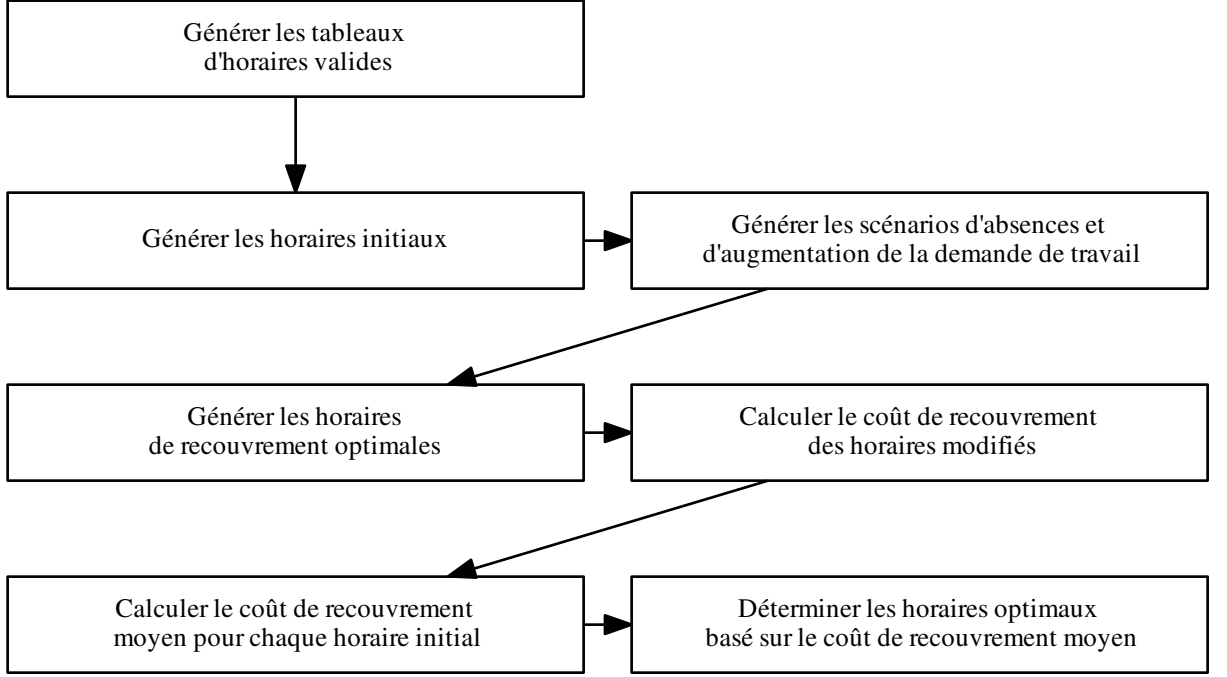 Générer les tableaux
d'horaires valides
Générer les horaires initiaux
Générer les scénarios d'absences et
d'augmentation de la demande de travail
Générer les horaires
de recouvrement optimales
Calculer le coût de recouvrement
des horaires modifiés
Calculer le coût de recouvrement
moyen pour chaque horaire initial
Déterminer les horaires optimaux
basé sur le coût de recouvrement moyen